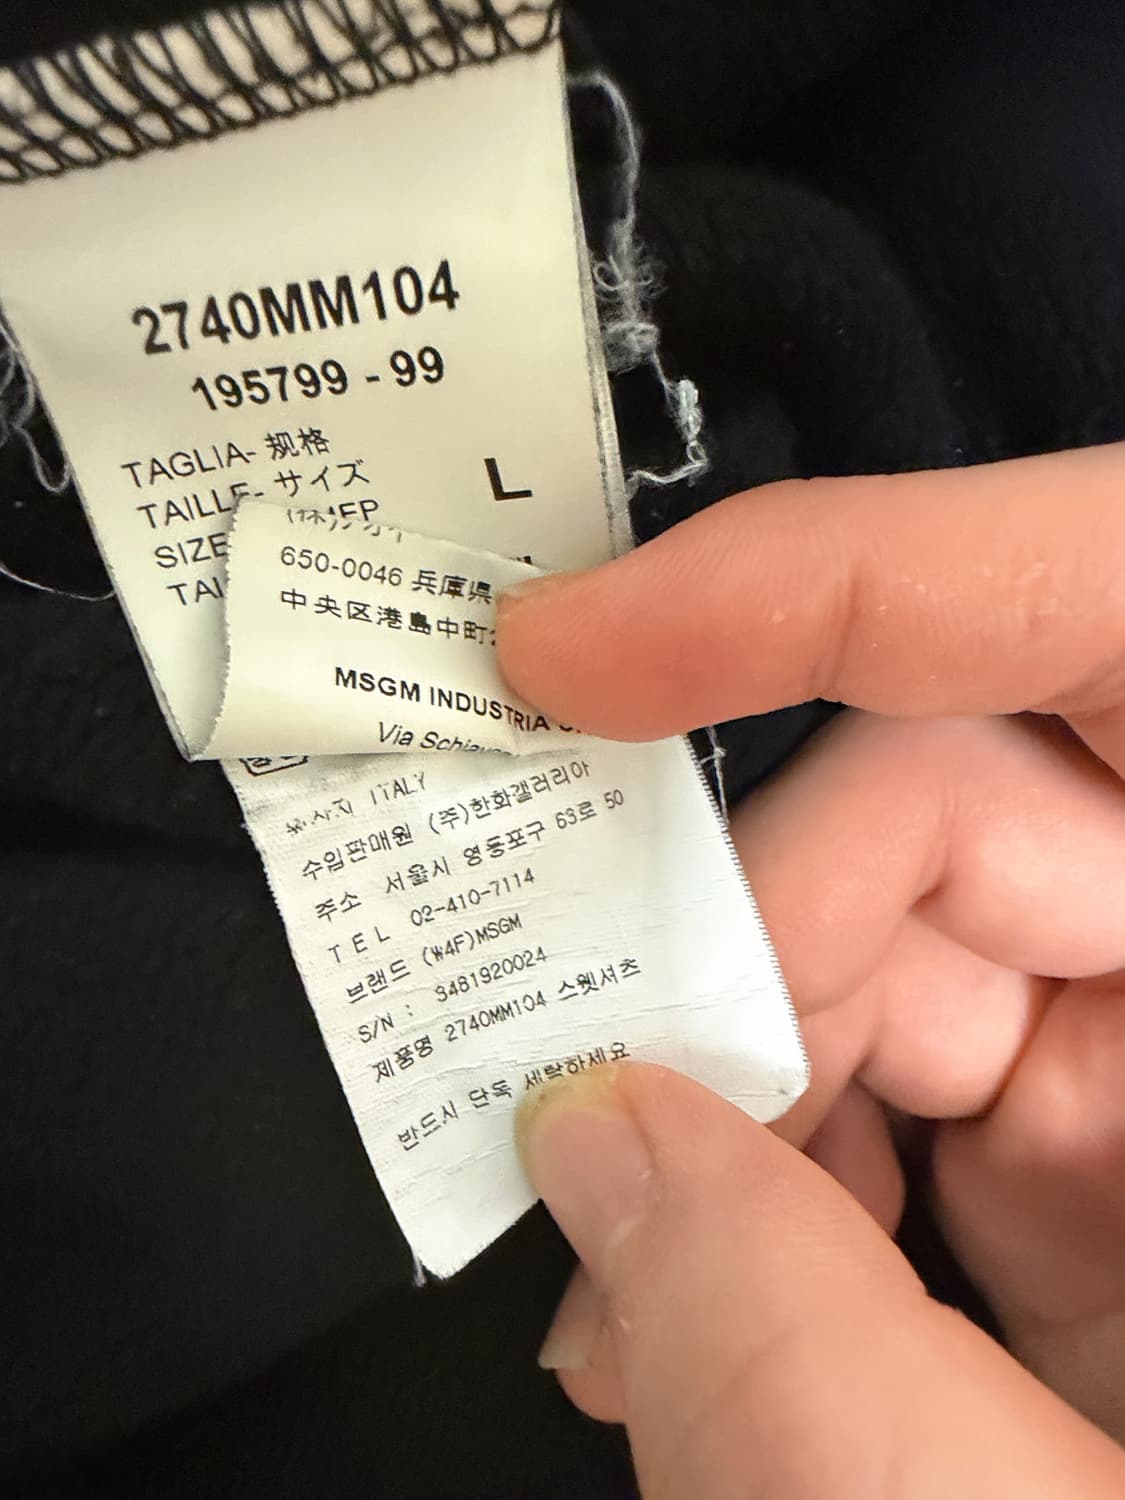 2740MM104
195799 - 99
TAGLIA- 规格
TAILLE- サイズ
SIZE
L
650-0046 兵庫県
中央区港島中町
MSGM INDUSTRIA
Via
ITALY
수입판매원 (주)한화갤러리아
주소 서울시 영등포구 63로 50
TEL 02-410-7114
브랜드 (₩4F)MSGM
S/N : 3481920024
제품명 2740MM104 스웻셔츠
반드시 단독 세탁하세요